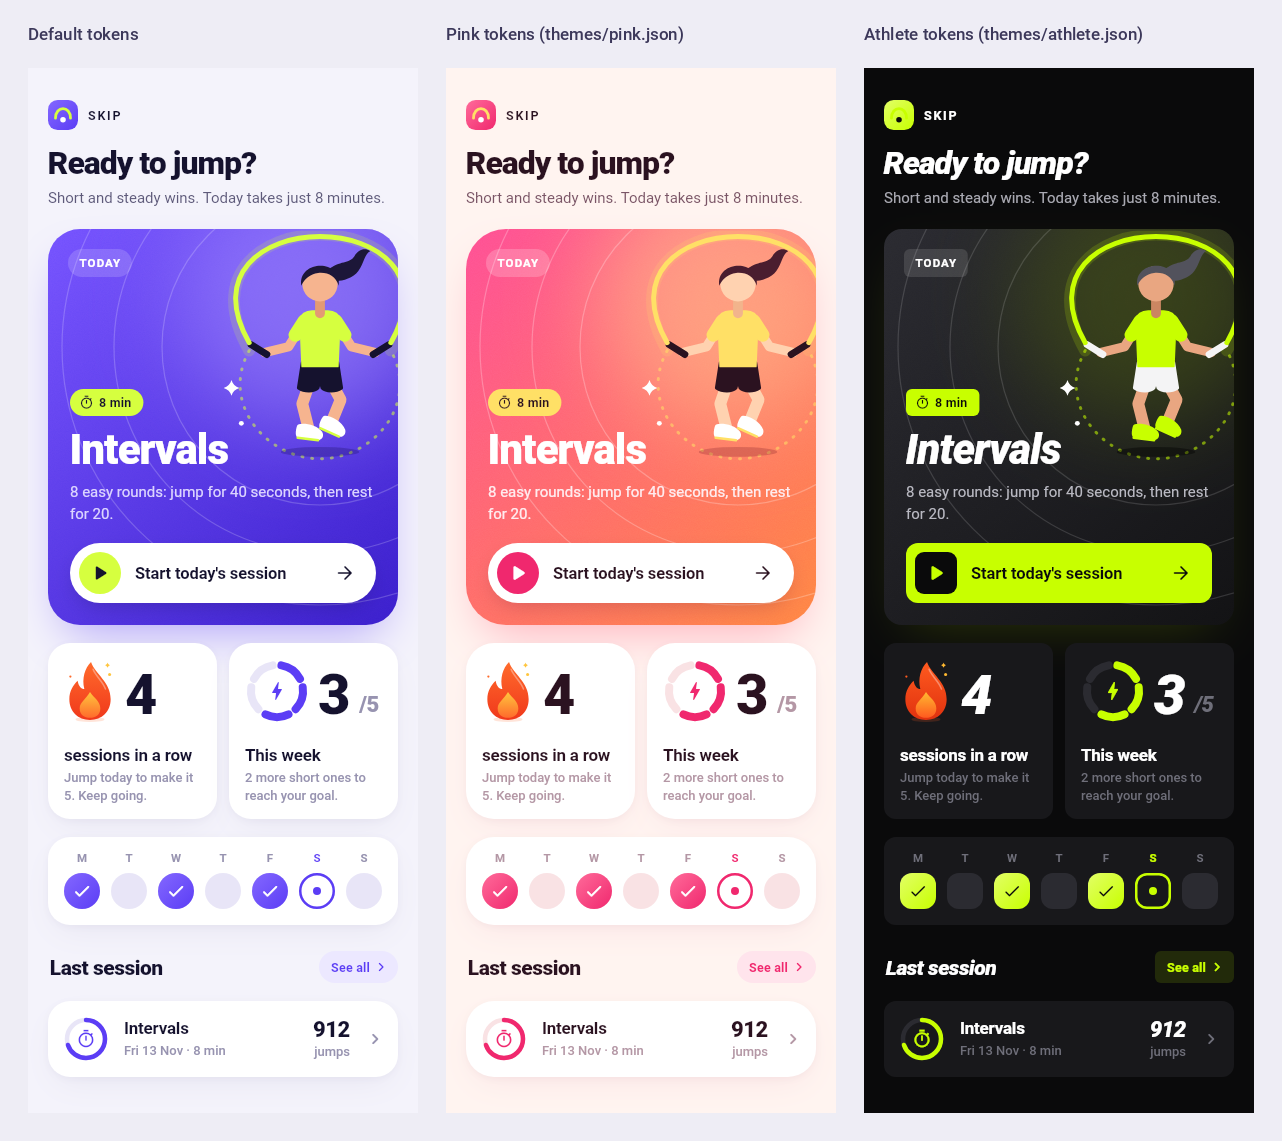 Default tokens
SKIP
Ready to jump?
Short and steady wins. Today takes just 8 minutes.
TODAY
8 min
Intervals
8 easy rounds: jump for 40 seconds, then rest
for 20.
Start today's session
4
sessions in a row
Jump today to make it
5. Keep going.
3 /5
This week
2 more short ones to
reach your goal.
M T W T F S S
Last session
See all
Intervals
Fri 13 Nov · 8 min
912
jumps
Pink tokens (themes/pink.json)
SKIP
Ready to jump?
Short and steady wins. Today takes just 8 minutes.
TODAY
8 min
Intervals
8 easy rounds: jump for 40 seconds, then rest
for 20.
Start today's session
4
sessions in a row
Jump today to make it
5. Keep going.
3 /5
This week
2 more short ones to
reach your goal.
M T W T F S S
Last session
See all
Intervals
Fri 13 Nov · 8 min
912
jumps
Athlete tokens (themes/athlete.json)
SKIP
Ready to jump?
Short and steady wins. Today takes just 8 minutes.
TODAY
8 min
Intervals
8 easy rounds: jump for 40 seconds, then rest
for 20.
Start today's session
4
sessions in a row
Jump today to make it
5. Keep going.
3 /5
This week
2 more short ones to
reach your goal.
M T W T F S S
Last session
See all
Intervals
Fri 13 Nov · 8 min
912
jumps